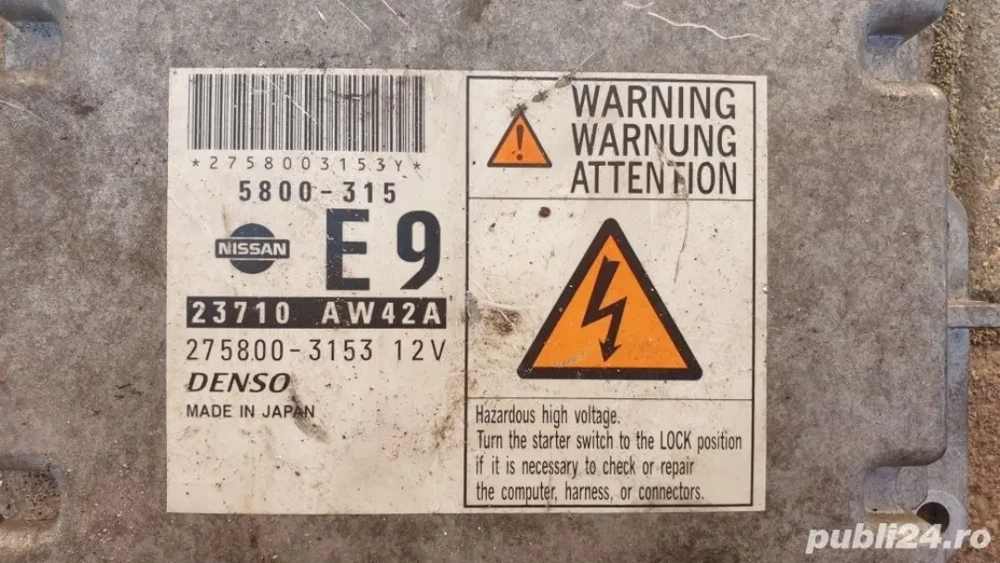 *2758003153Y*
5800-315
NISSAN
E9
23710 AW42A
275800-3153 12V
DENSO
MADE IN JAPAN
WARNING
WARNUNG
ATTENTION
Hazardous high voltage.
Turn the starter switch to the LOCK position
if it is necessary to check or repair
the computer, harness, or connectors.
publi24.ro